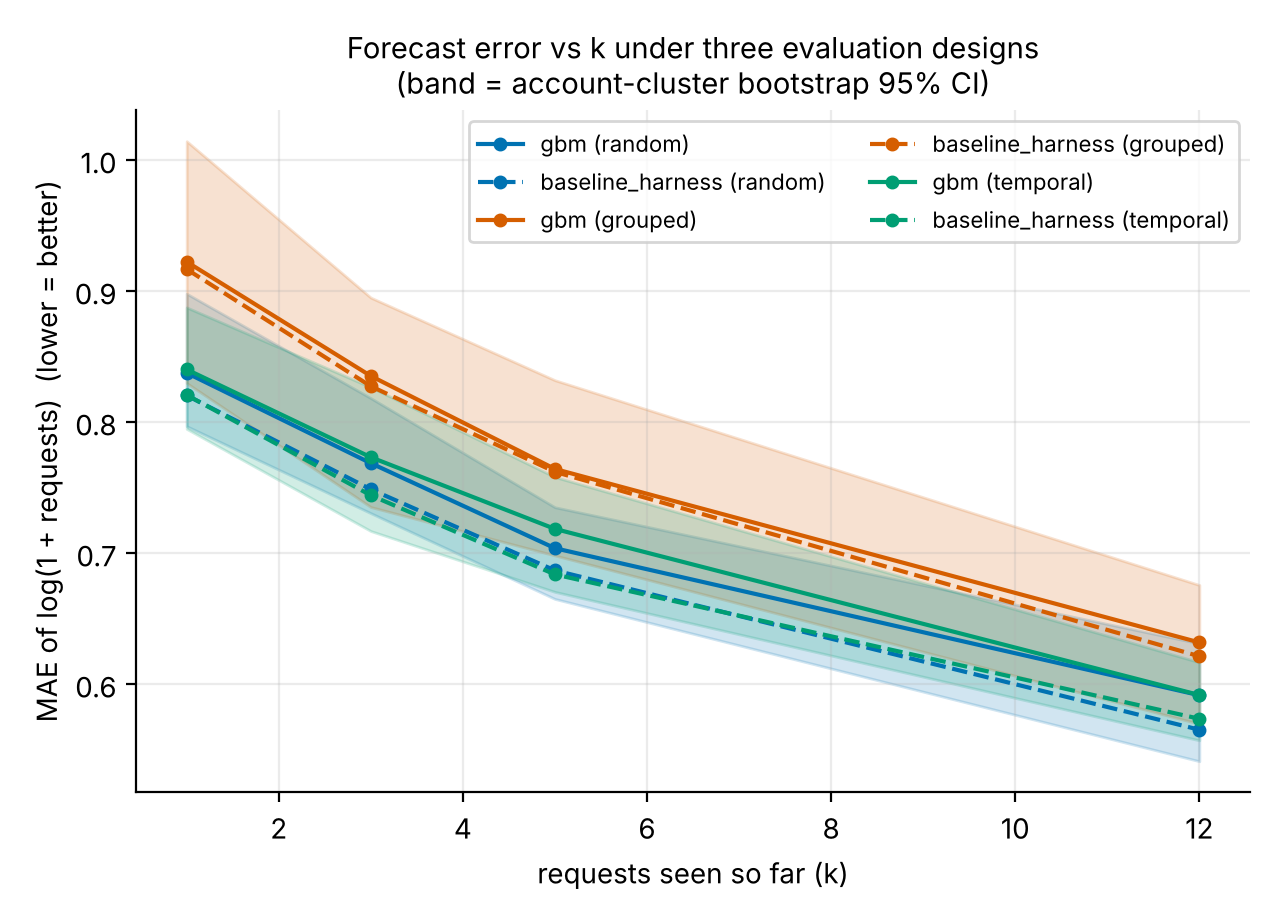 Forecast error vs k under three evaluation designs
(band = account-cluster bootstrap 95% CI)
gbm (random)
baseline_harness (random)
gbm (grouped)
baseline_harness (grouped)
gbm (temporal)
baseline_harness (temporal)
MAE of log(1 + requests) (lower = better)
1.0
0.9
0.8
0.7
0.6
2 4 6 8 10 12
requests seen so far (k)